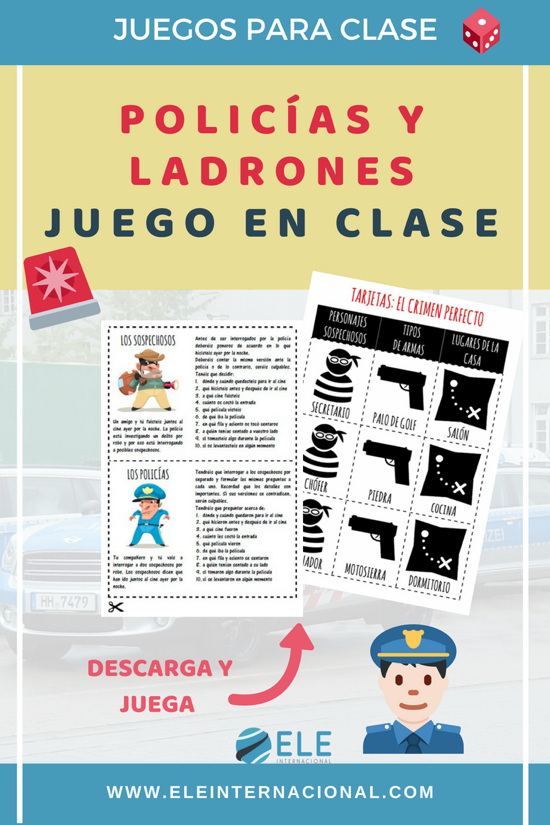 JUEGOS PARA CLASE
POLICÍAS Y
LADRONES
JUEGO EN CLASE
LOS SOSPECHOSOS
Antes de ser interrogados por la policía
deberéis poneros de acuerdo en lo que
hicisteis ayer por la noche.
Deberéis contar la misma versión ante la
policía o de lo contrario, seréis culpables.
Tenéis que decidir:
1. dónde y cuándo quedasteis para ir al cine
2. qué hicisteis antes y después de ir al cine
3. a que cine fuisteis
4. cuánto os costó la entrada
5. qué película visteis
6. de qué iba la película
7. en qué fila y asiento os tocó sentaros
8. a quién teníais sentado a vuestro lado
9. si tomasteis algo durante la película
10. si os levantasteis en algún momento
Un amigo y tú fuisteis juntos al
cine ayer por la noche. La policía
está investigando un delito por
robo y por eso está interrogando
a posibles sospechosos.
LOS POLICÍAS
Tendréis que interrogar a los sospechosos por
separado y formular las mismas preguntas a
cada uno. Recordad que los detalles son
importantes. Si sus versiones se contradicen,
serán culpables.
Tendréis que preguntar acerca de:
1. dónde y cuándo quedaron para ir al cine
2. qué hicieron antes y después de ir al cine
3. a qué cine fueron
4. cuánto les costó la entrada
5. qué película vieron
6. de qué iba la película
7. en qué fila y asiento se sentaron
8. a quién tenían sentado a su lado
9. si tomaron algo durante la película
10. si se levantaron en algún momento
Tu compañero y tú vais a
interrogar a dos sospechosos por
robo. Los sospechosos dicen que
han ido juntos al cine ayer por la
noche.
TARJETAS: EL CRIMEN PERFECTO
PERSONAJES
SOSPECHOSOS
TIPOS
DE ARMAS
LUGARES DE LA
CASA
SECRETARIO
PALO DE GOLF
SALÓN
CHÓFER
PIEDRA
COCINA
MOTOSIERRA
DORMITORIO
HH 7479
DESCARGA Y
JUEGA
ELE
INTERNACIONAL
WWW.ELEINTERNACIONAL.COM